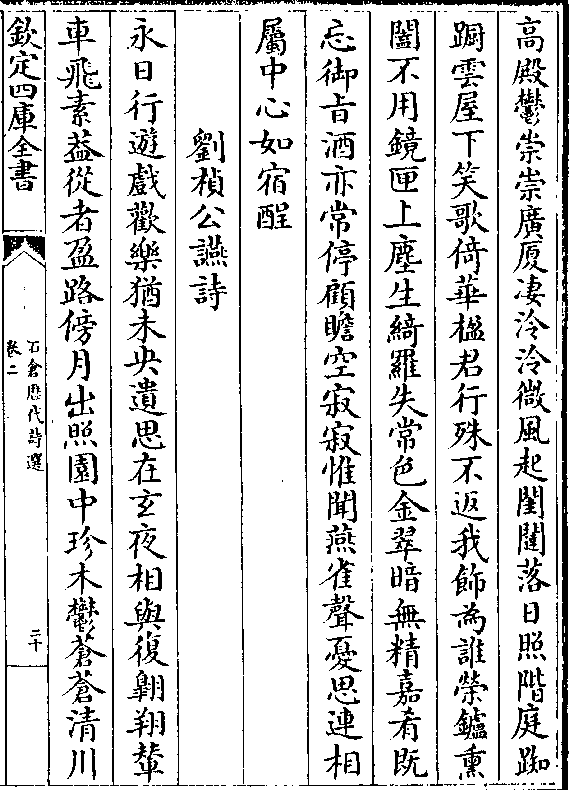 高殿鬱崇崇廣厦凄泠泠微風起閨闥落日照階庭踟
蹰雲屋下笑歌倚華楹君行殊不返我飾為誰榮鑪熏
闔不用鏡匣上塵生綺羅失常色金翠暗無精嘉肴既
忘御旨酒亦常停顧瞻空寂寂惟聞燕雀聲憂思連相
屬中心如宿酲
劉楨公讌詩
永日行遊戲歡樂猶未央遺思在玄夜相與復翺翔輦
車飛素葢從者盈路傍月出照園中珍木鬱蒼蒼清川
欽定四庫全書
石倉歷代詩選
卷二
二十